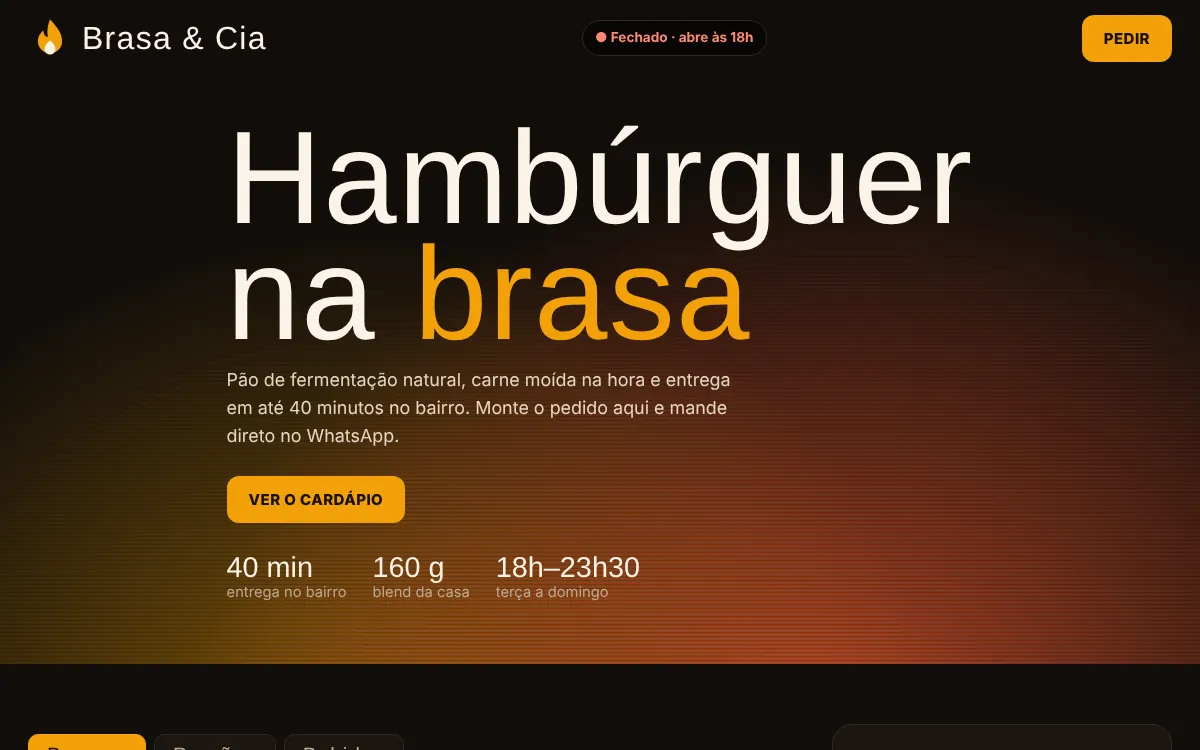 Brasa & Cia
Fechado · abre às 18h
PEDIR
Hambúrguer
na brasa
Pão de fermentação natural, carne moída na hora e entrega
em até 40 minutos no bairro. Monte o pedido aqui e mande
direto no WhatsApp.
VER O CARDÁPIO
40 min
160 g
18h–23h30
entrega no bairro
blend da casa
terça a domingo